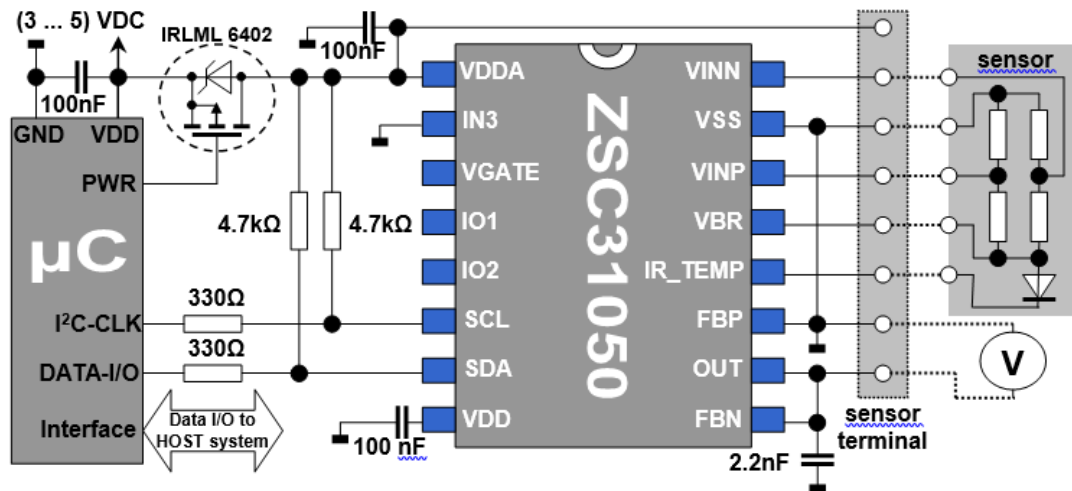 (3 ... 5) VDC
IRLML 6402
100nF
100nF
GND VDD
PWR
µC
4.7kΩ
4.7kΩ
330Ω
I²C-CLK
330Ω
DATA-I/O
Interface
Data I/O to
HOST system
100 nF
VDDA
IN3
VGATE
IO1
IO2
SCL
SDA
VDD
ZSC31050
VINN
VSS
VINP
VBR
IR_TEMP
FBP
OUT
FBN
2.2nF
sensor
terminal
sensor
V